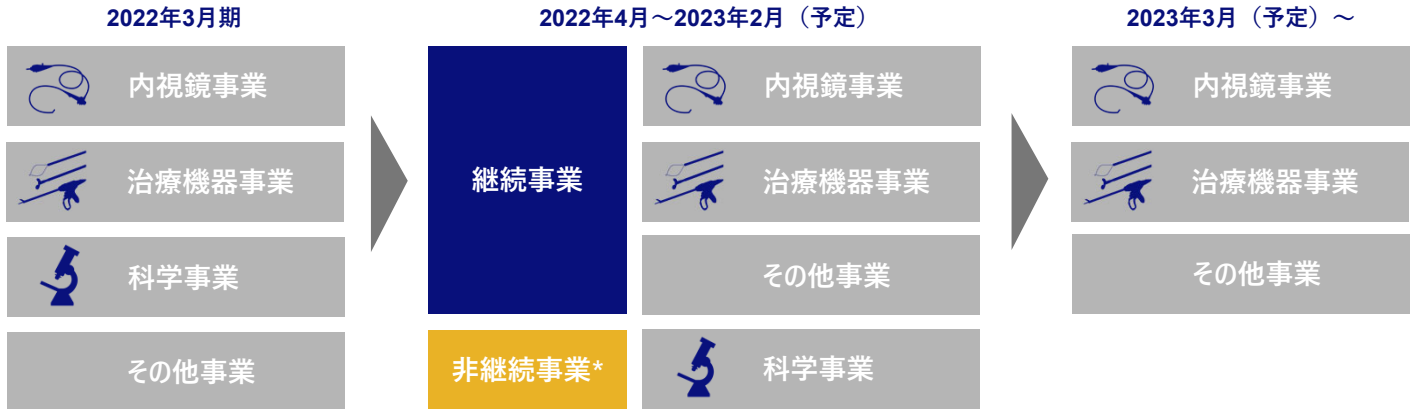 2022年3月期
内視鏡事業
治療機器事業
科学事業
その他事業
2022年4月～2023年2月（予定）
継続事業
内視鏡事業
治療機器事業
その他事業
非継続事業*
科学事業
2023年3月（予定）～
内視鏡事業
治療機器事業
その他事業